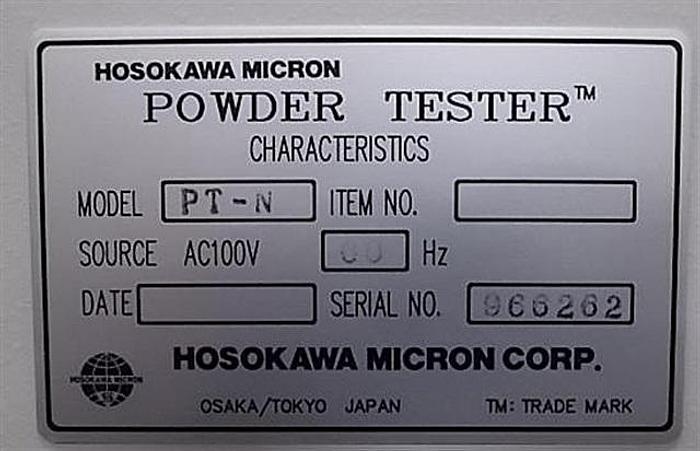 HOSOKAWA MICRON
POWDER TESTER™
CHARACTERISTICS
MODEL PT-N ITEM NO.
SOURCE AC100V Hz
DATE SERIAL NO. 966262
HOSOKAWA MICRON
HOSOKAWA MICRON CORP.
OSAKA/TOKYO JAPAN TM: TRADE MARK